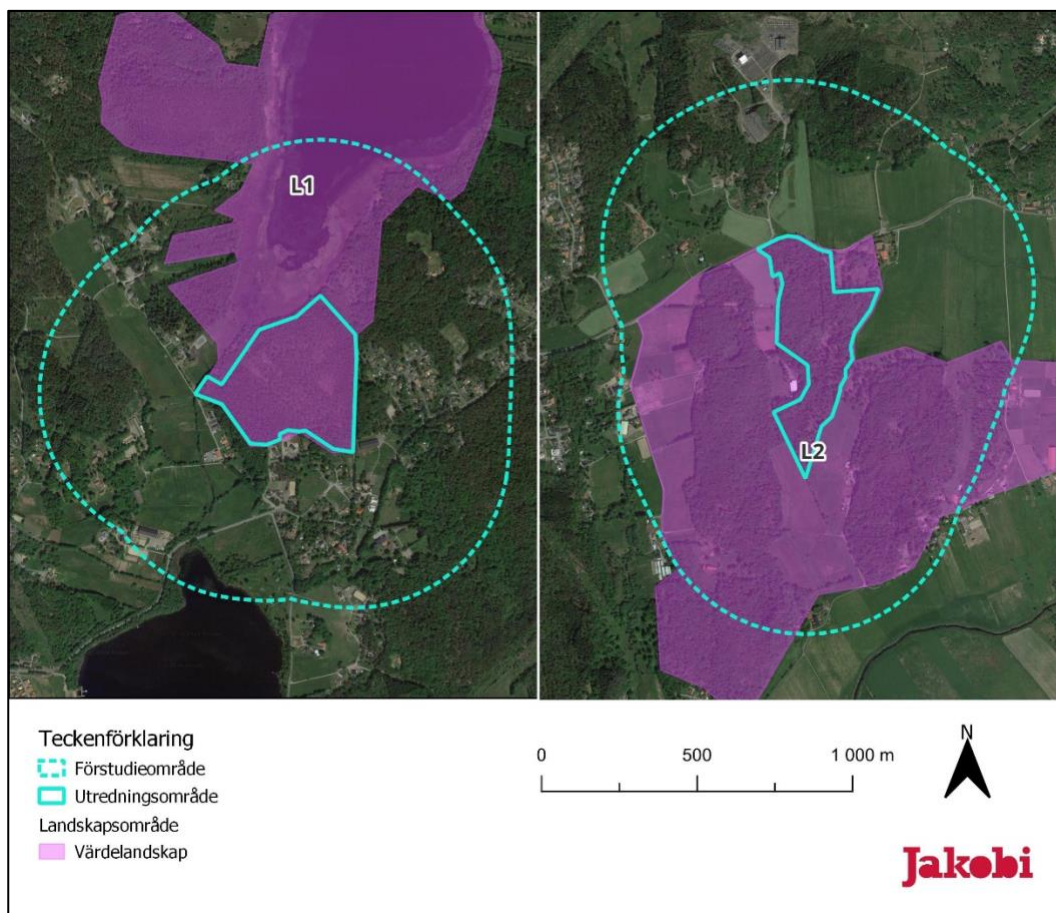 L1
L2
Teckenförklaring
Förstudieområde
Utredningsområde
Landskapsområde
Värdelandskap
0 500 1 000 m
N
Jakobi